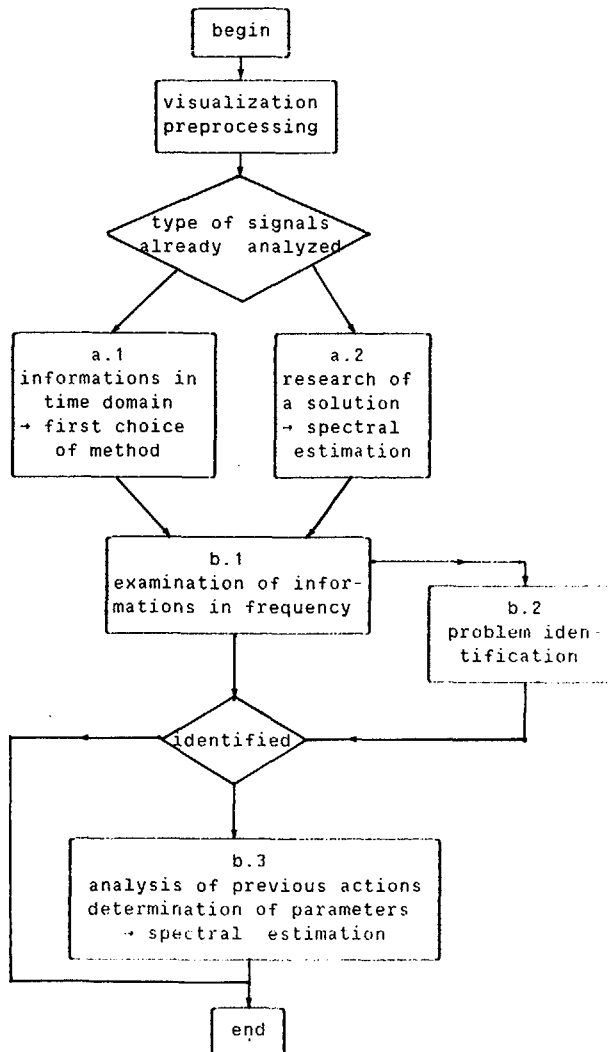 begin
visualization
preprocessing
type of signals
already analyzed
a.1
informations in
time domain
→ first choice
of method
a.2
research of
a solution
→ spectral
estimation
b.1
examination of infor-
mations in frequency
b.2
problem iden-
tification
identified
b.3
analysis of previous actions
determination of parameters
→ spectral estimation
end